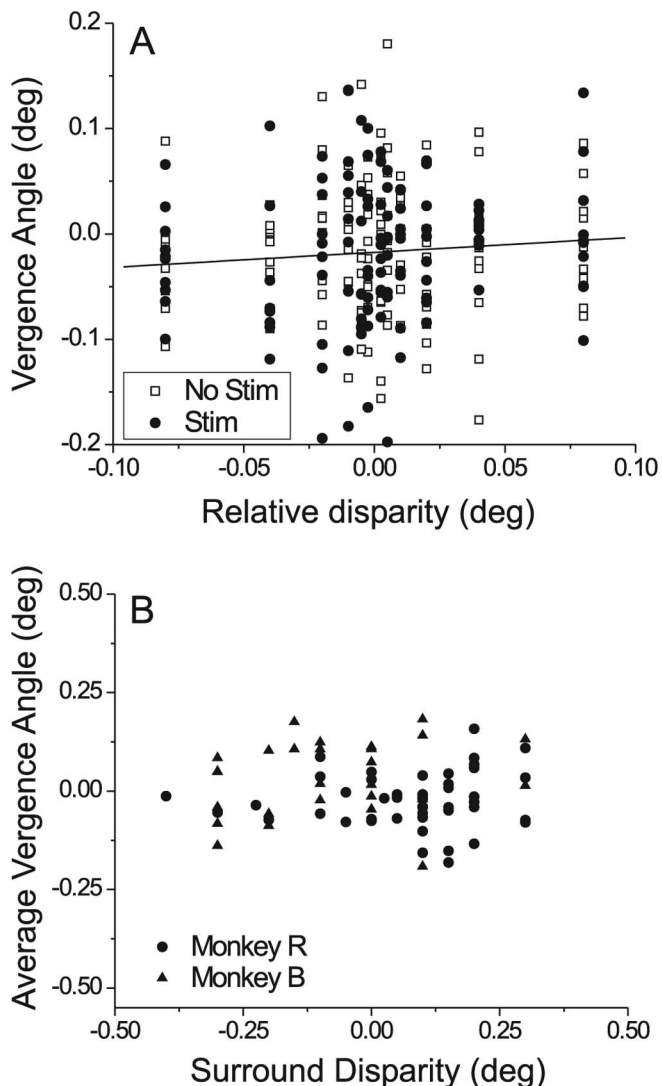 A
0.2
0.1
0.0
-0.1
-0.2
Vergence Angle (deg)
No Stim
Stim
-0.10
-0.05
0.00
0.05
0.10
Relative disparity (deg)
B
0.50
0.25
0.00
-0.25
-0.50
Average Vergence Angle (deg)
Monkey R
Monkey B
-0.50
-0.25
0.00
0.25
0.50
Surround Disparity (deg)